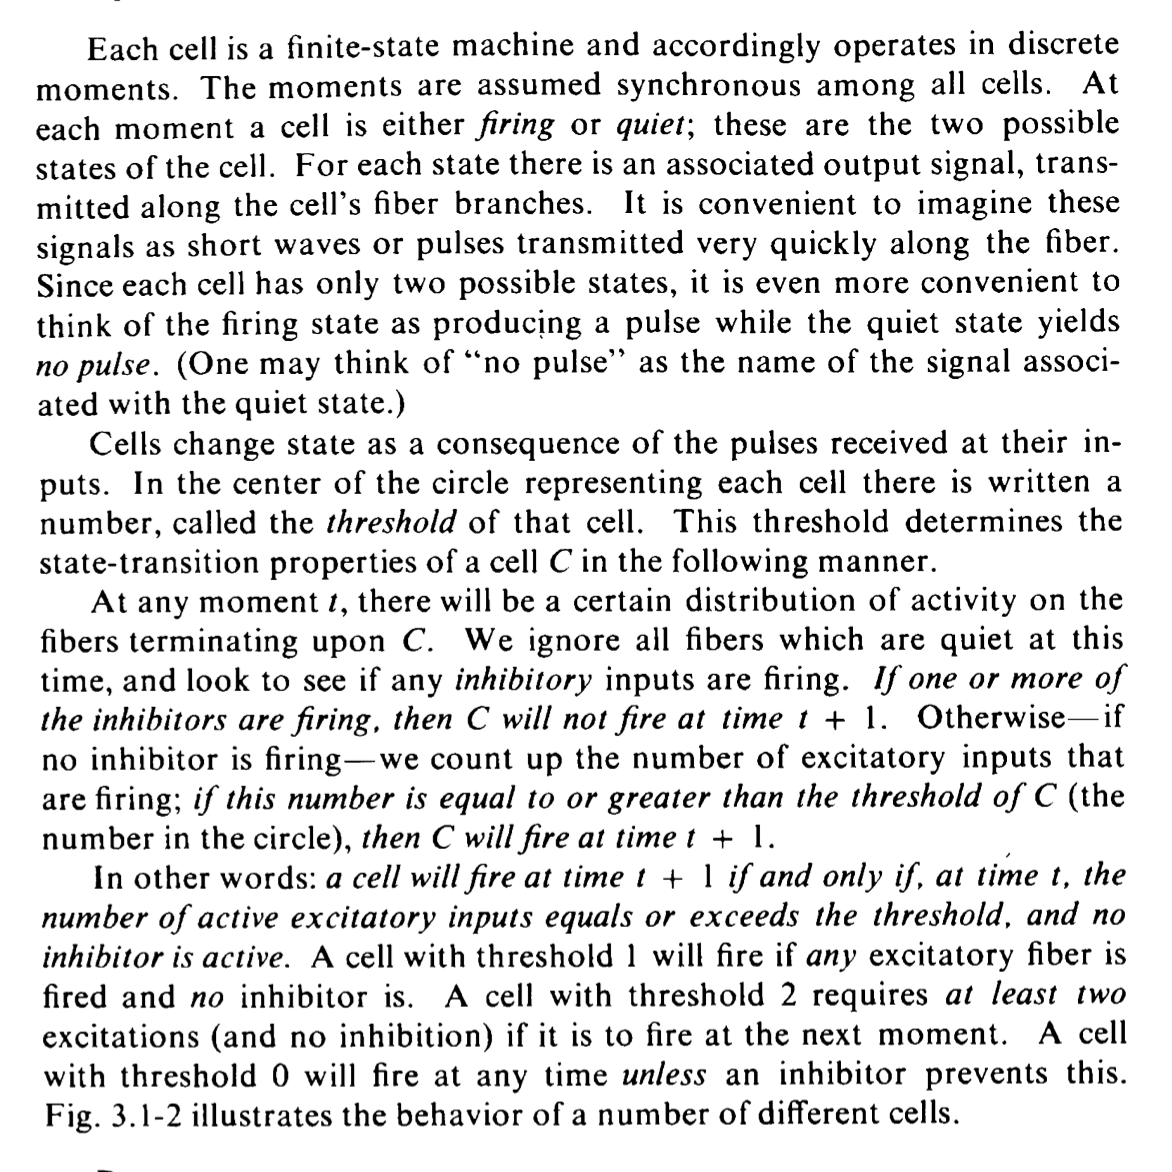 Each cell is a finite-state machine and accordingly operates in discrete
moments. The moments are assumed synchronous among all cells. At
each moment a cell is either firing or quiet; these are the two possible
states of the cell. For each state there is an associated output signal, trans-
mitted along the cell's fiber branches. It is convenient to imagine these
signals as short waves or pulses transmitted very quickly along the fiber.
Since each cell has only two possible states, it is even more convenient to
think of the firing state as producing a pulse while the quiet state yields
no pulse. (One may think of “no pulse” as the name of the signal associ-
ated with the quiet state.)
Cells change state as a consequence of the pulses received at their in-
puts. In the center of the circle representing each cell there is written a
number, called the threshold of that cell. This threshold determines the
state-transition properties of a cell C in the following manner.
At any moment t, there will be a certain distribution of activity on the
fibers terminating upon C. We ignore all fibers which are quiet at this
time, and look to see if any inhibitory inputs are firing. If one or more of
the inhibitors are firing, then C will not fire at time t + 1. Otherwise—if
no inhibitor is firing—we count up the number of excitatory inputs that
are firing; if this number is equal to or greater than the threshold of C (the
number in the circle), then C will fire at time t + 1.
In other words: a cell will fire at time t + 1 if and only if, at time t, the
number of active excitatory inputs equals or exceeds the threshold, and no
inhibitor is active. A cell with threshold 1 will fire if any excitatory fiber is
fired and no inhibitor is. A cell with threshold 2 requires at least two
excitations (and no inhibition) if it is to fire at the next moment. A cell
with threshold 0 will fire at any time unless an inhibitor prevents this.
Fig. 3.1-2 illustrates the behavior of a number of different cells.